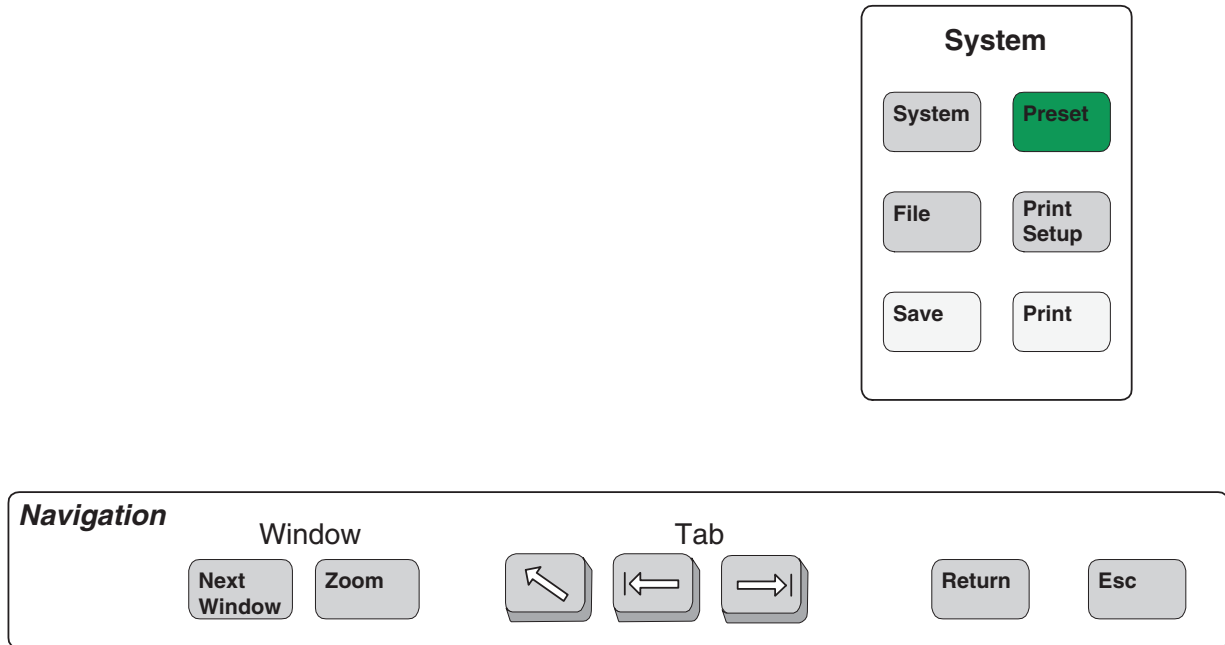 System
System Preset
File Print
Setup
Save Print
Navigation
Window Tab
Next
Window Zoom Return Esc